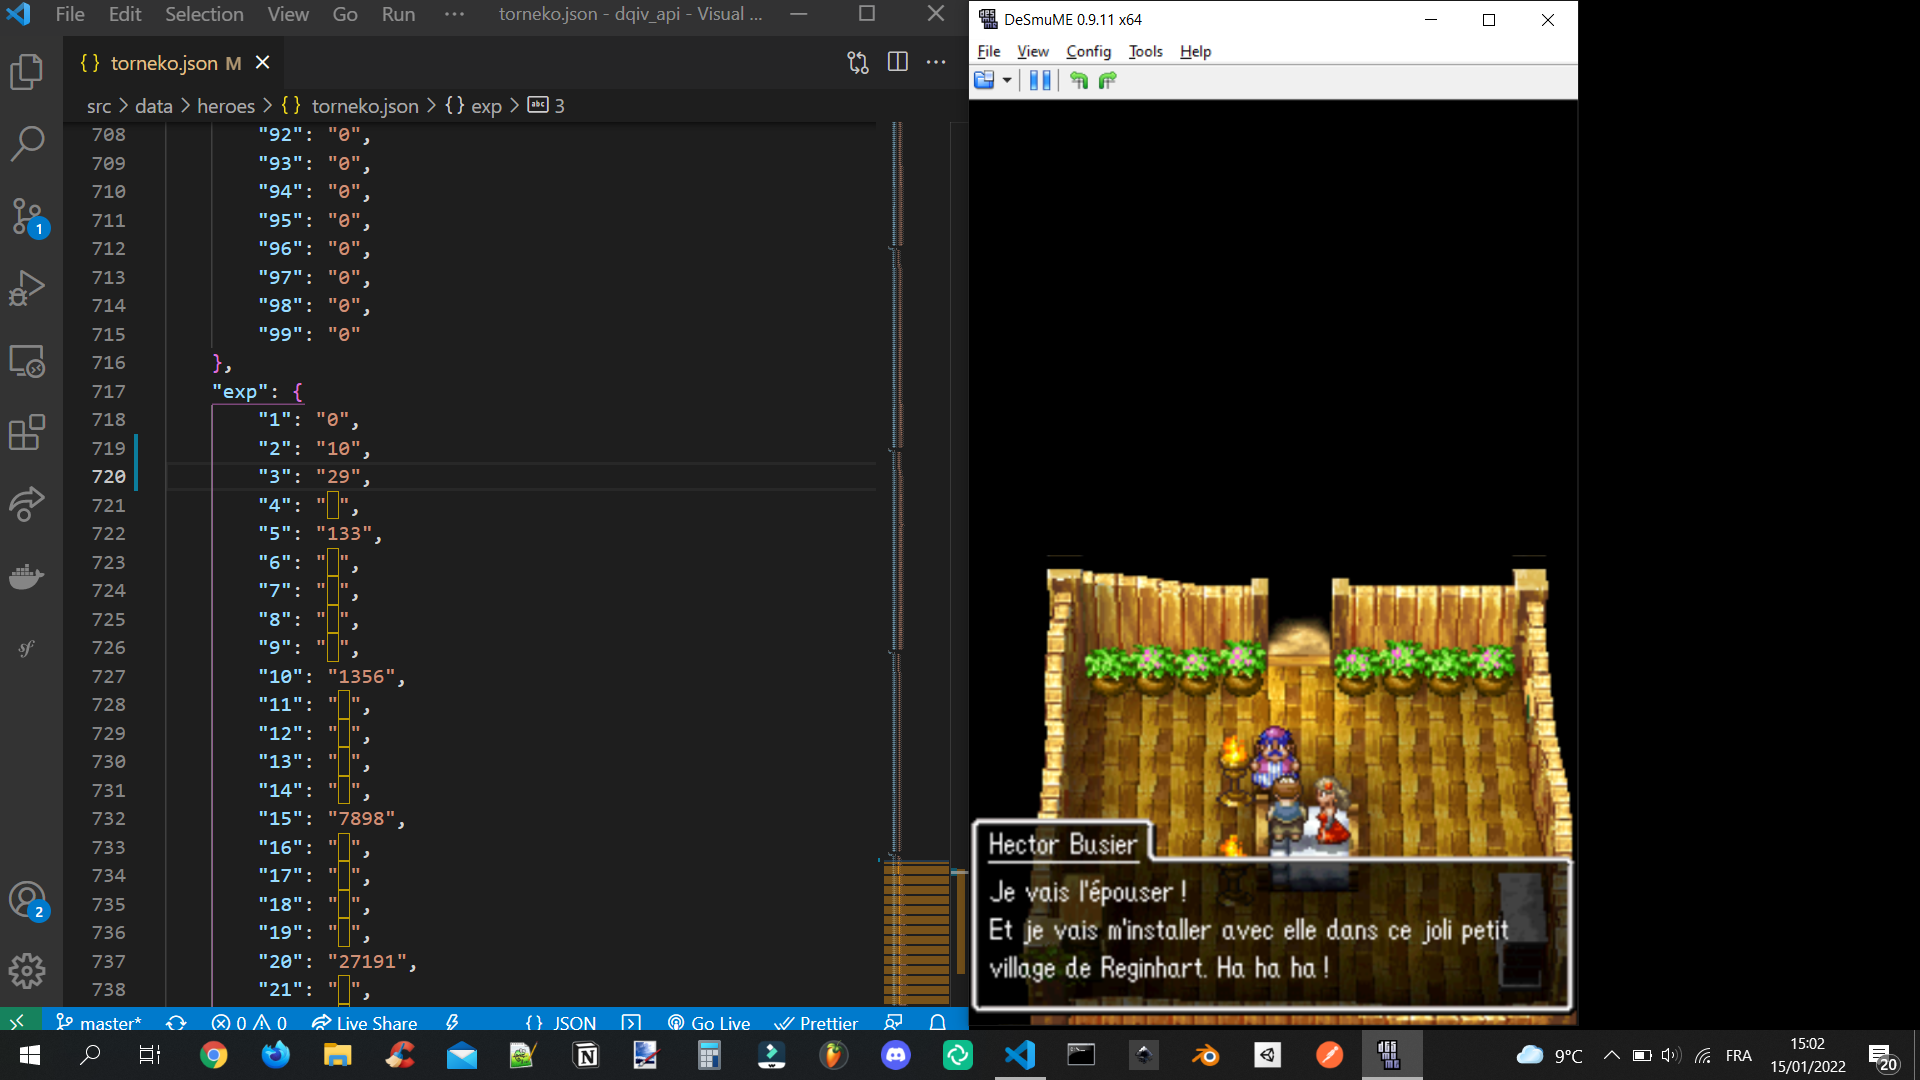 File Edit Selection View Go Run ··· torneko.json - dqiv_api - Visual ...
{} torneko.json M
src > data > heroes > {} torneko.json > {} exp > abc 3
708 "92": "0",
709 "93": "0",
710 "94": "0",
711 "95": "0",
712 "96": "0",
713 "97": "0",
714 "98": "0",
715 "99": "0"
716 },
717 "exp": {
718 "1": "0",
719 "2": "10",
720 "3": "29",
721 "4": " ",
722 "5": "133",
723 "6": " ",
724 "7": " ",
725 "8": " ",
726 "9": " ",
727 "10": "1356",
728 "11": " ",
729 "12": " ",
730 "13": " ",
731 "14": " ",
732 "15": "7898",
733 "16": " ",
734 "17": " ",
735 "18": " ",
736 "19": " ",
737 "20": "27191",
738 "21": " ",
1
2
master* 0 0 Live Share {} JSON Go Live Prettier
DeSmuME 0.9.11 x64
File View Config Tools Help
Hector Busier
Je vais l'épouser !
Et je vais m'installer avec elle dans ce joli petit
village de Reginhart. Ha ha ha !
9°C FRA 15:02
15/01/2022 20